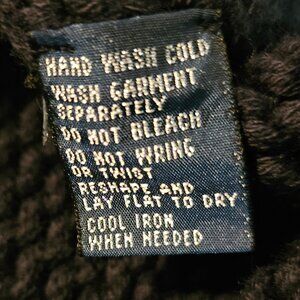 HAND WASH COLD
WASH GARMENT
SEPARATELY
DO NOT BLEACH
DO NOT WRING
OR TWIST
RESHAPE AND
LAY FLAT TO DRY
COOL IRON
WHEN NEEDED